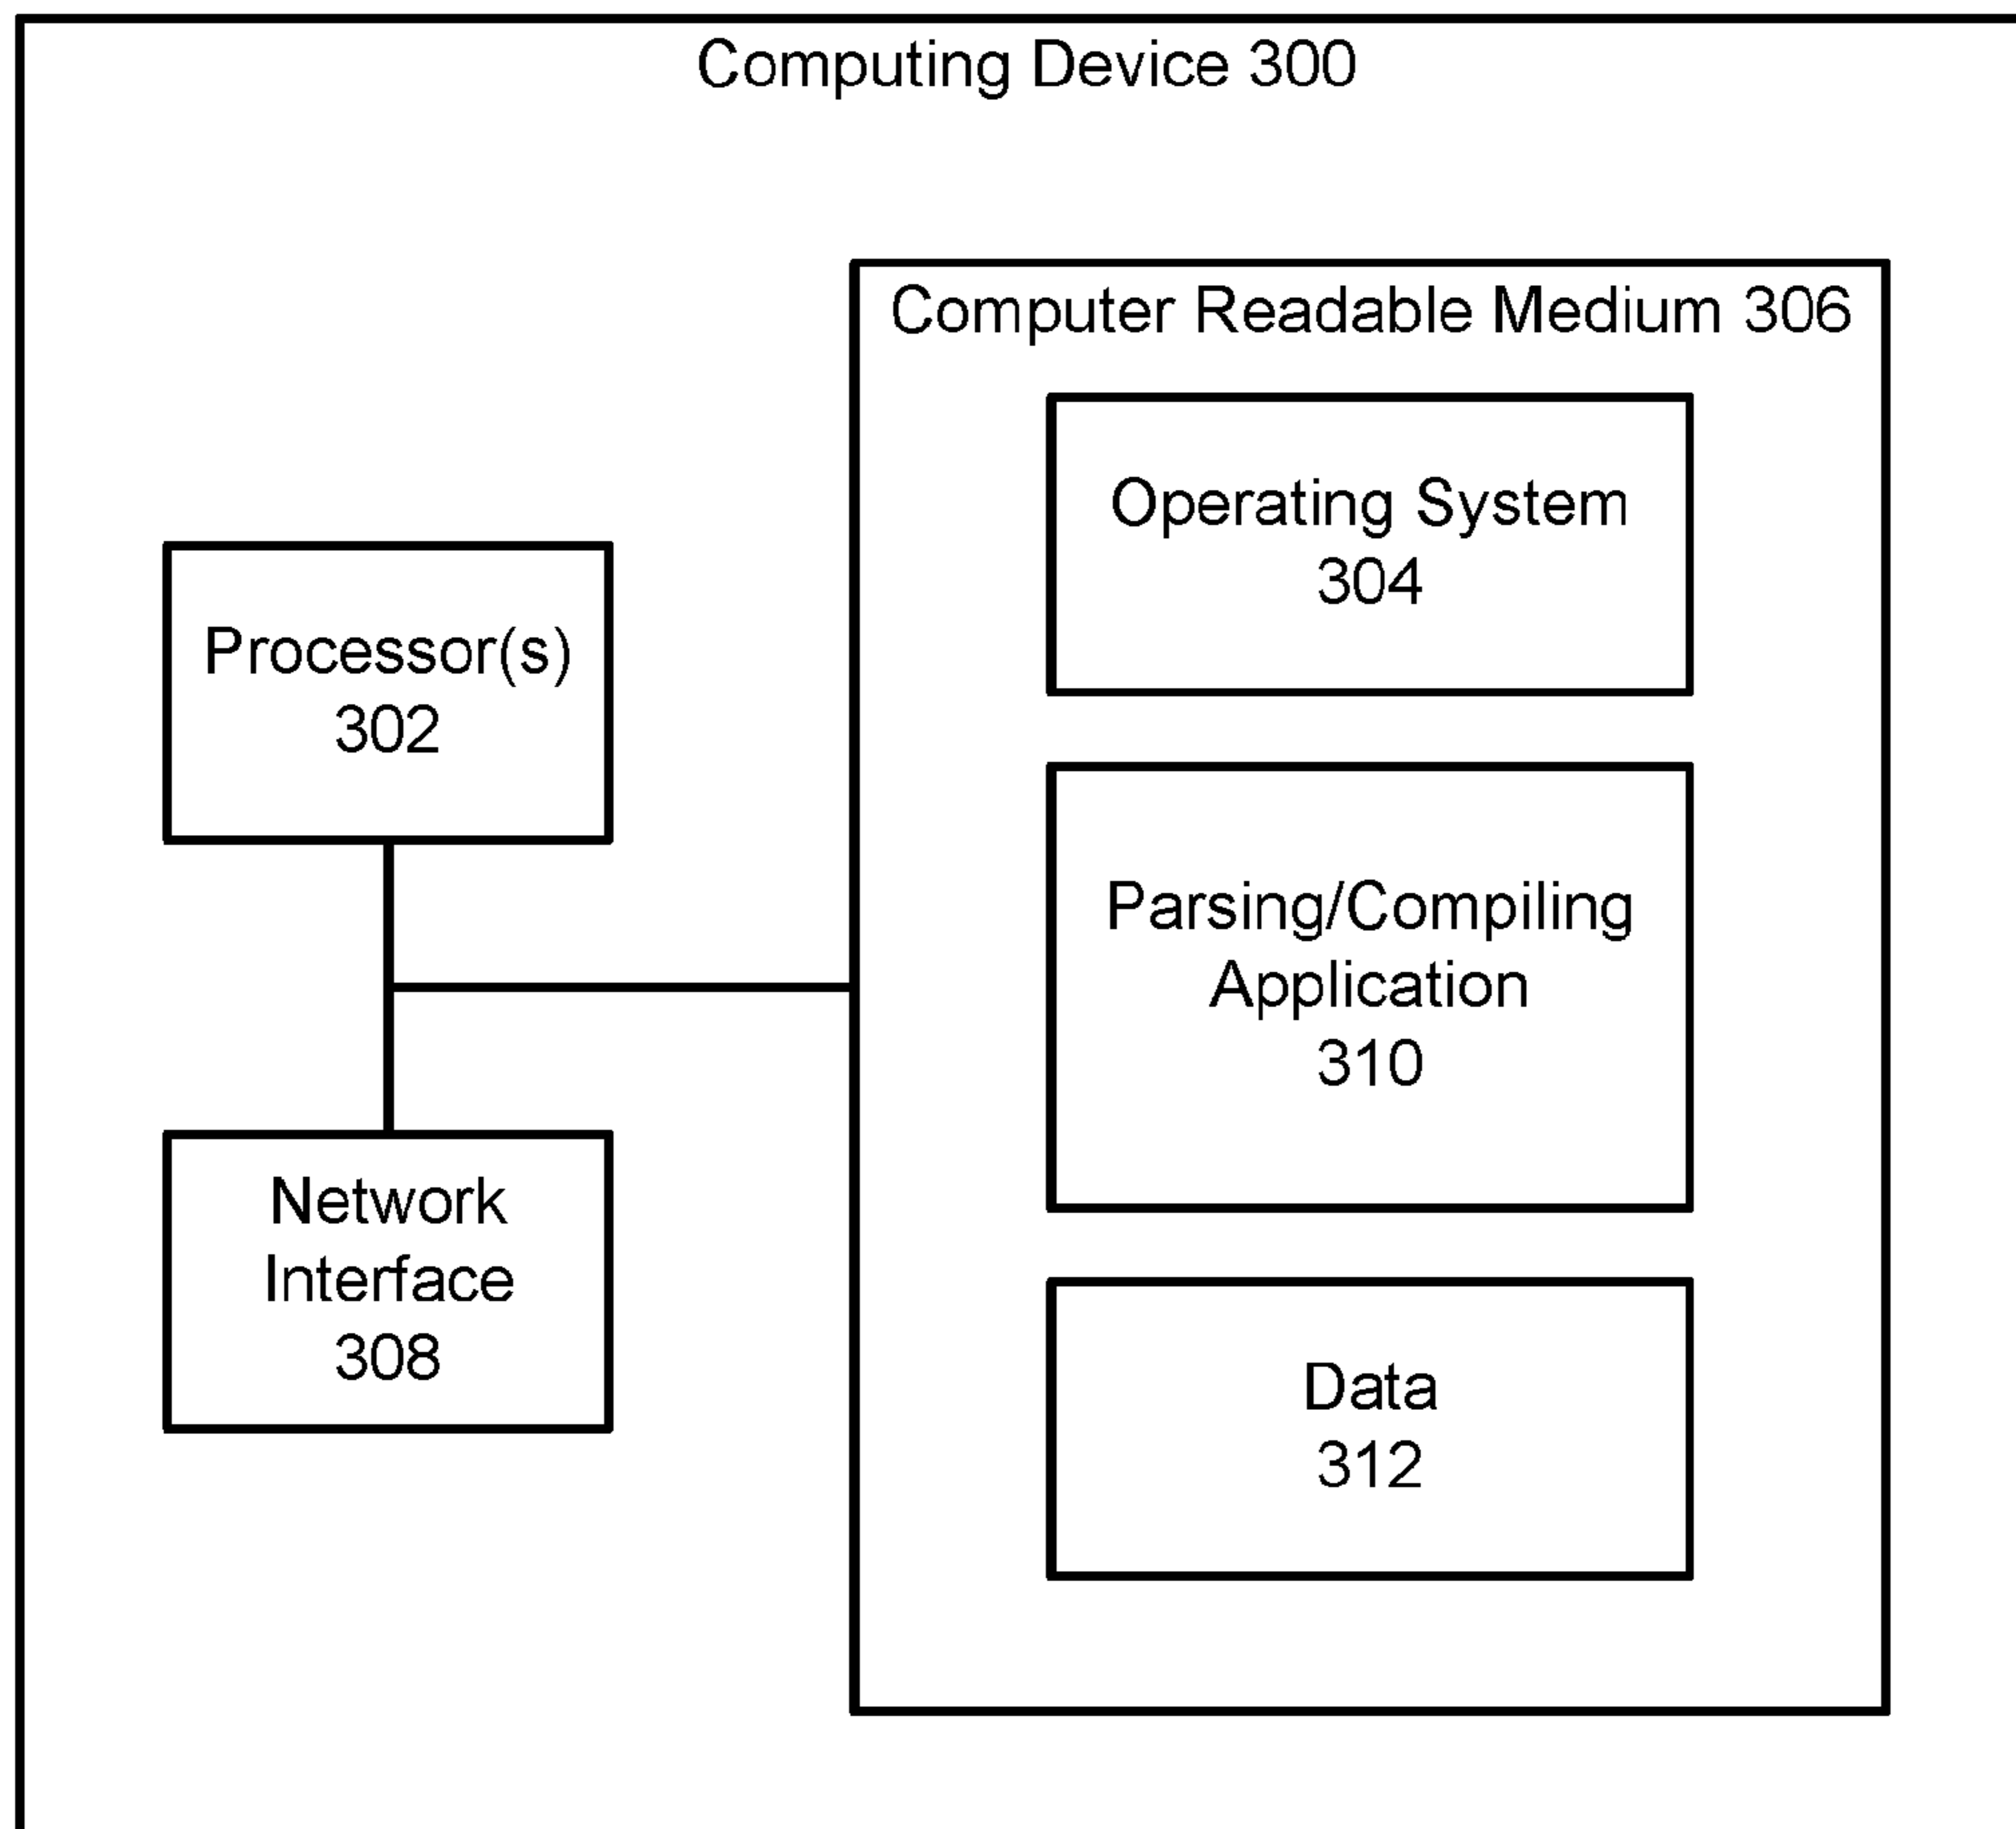 Computing Device 300
Computer Readable Medium 306
Operating System
304
Processor(s)
302
Parsing/Compiling
Application
310
Network
Interface
308
Data
312